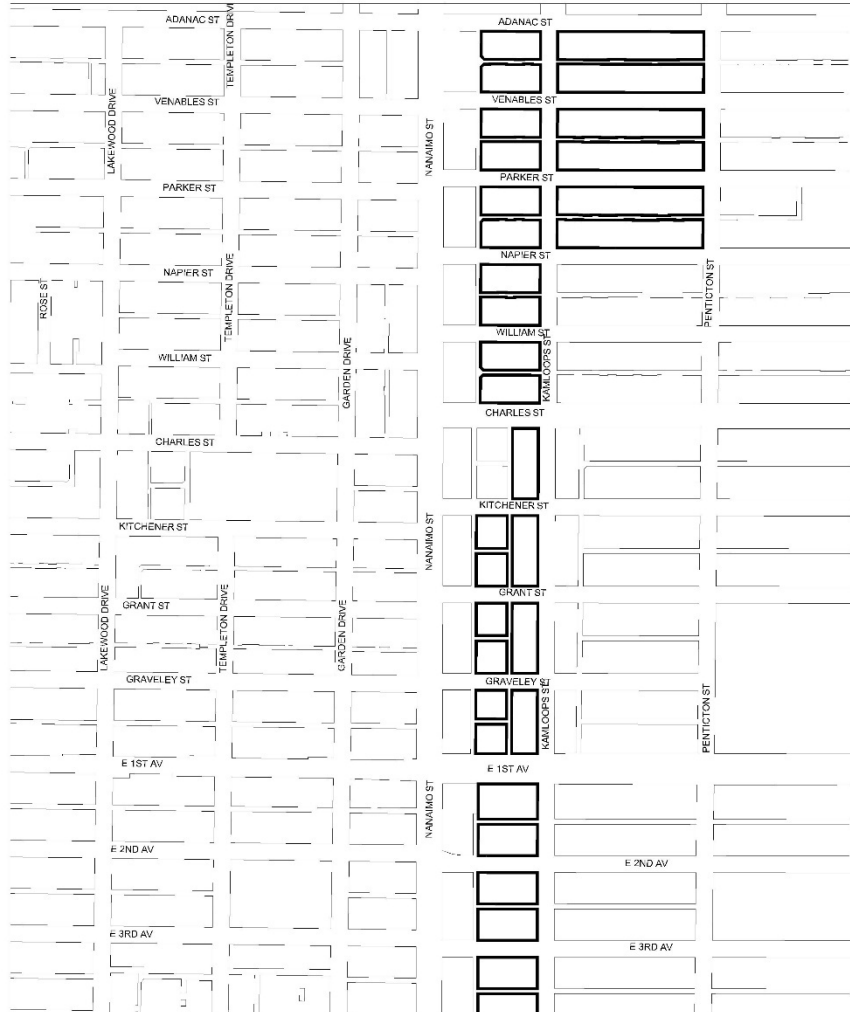 ADANAC ST
ADANAC ST
TEMPLETON DRIVE
VENABLES ST
VENABLES ST
LAKEWOOD DRIVE
NANAIMO ST
PARKER ST
PARKER ST
NAPIER ST
NAPIER ST
ROSE ST
TEMPLETON DRIVE
PENTICTON ST
WILLIAM ST
WILLIAM ST
KAMLOOPS ST
GARDEN DRIVE
CHARLES ST
CHARLES ST
KITCHENER ST
KITCHENER ST
NANAIMO ST
GRANT ST
GRANT ST
LAKEWOOD DRIVE
TEMPLETON DRIVE
GARDEN DRIVE
GRAVELEY ST
GRAVELEY ST
KAMLOOPS ST
PENTICTON ST
E 1ST AV
E 1ST AV
NANAIMO ST
E 2ND AV
E 2ND AV
E 3RD AV
E 3RD AV